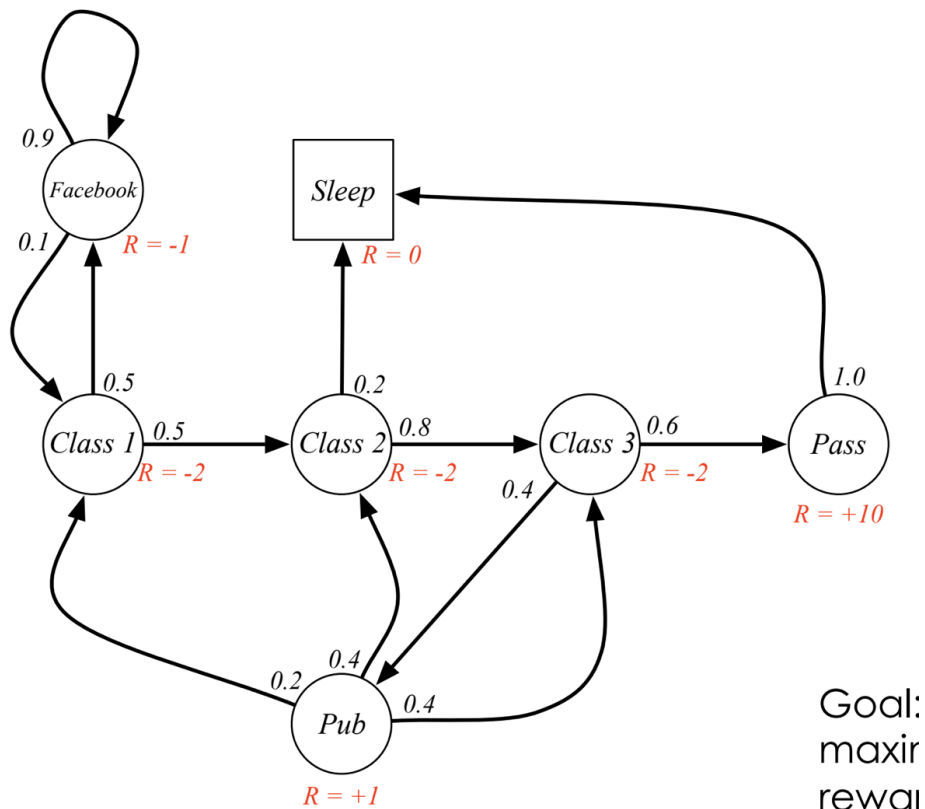 0.9
Facebook
Sleep
0.1
R = -1
R = 0
0.5
0.2
1.0
Class 1
0.5
Class 2
0.8
Class 3
0.6
Pass
R = -2
R = -2
0.4
R = -2
R = +10
0.2
0.4
0.4
Pub
R = +1
Goal:
maxir
rewar